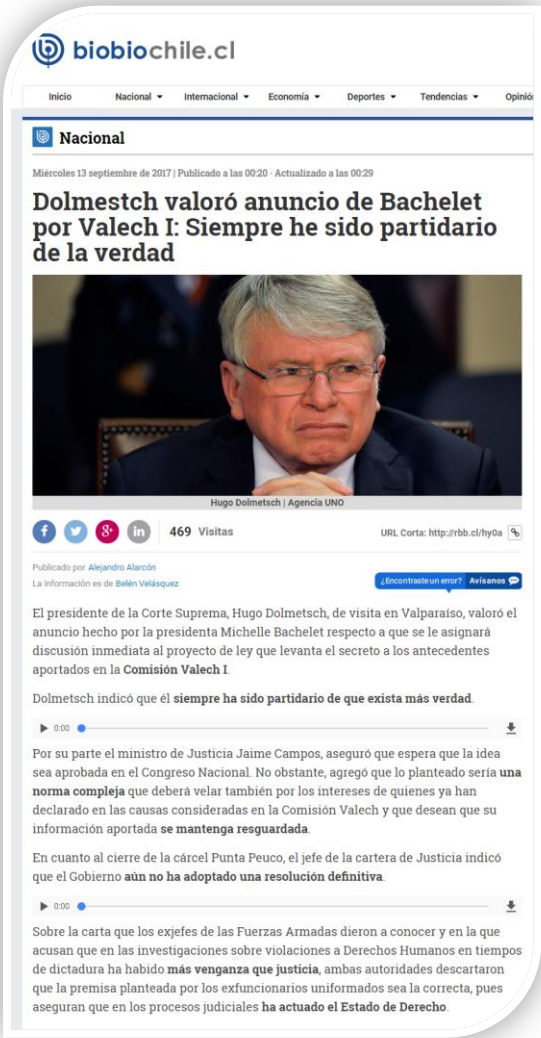 biobiochile.cl
Inicio Nacional Internacional Economía Deportes Tendencias Opinió
Nacional
Miércoles 13 septiembre de 2017 | Publicado a las 00:20 · Actualizado a las 00:29
Dolmestch valoró anuncio de Bachelet
por Valech I: Siempre he sido partidario
de la verdad
Hugo Dolmetsch | Agencia UNO
469 Visitas
URL Corta: http://rbb.cl/hy0a
Publicado por Alejandro Alarcón
La Información es de Belén Velásquez
¿Encontraste un error? Avísanos
El presidente de la Corte Suprema, Hugo Dolmetsch, de visita en Valparaíso, valoró el
anuncio hecho por la presidenta Michelle Bachelet respecto a que se le asignará
discusión inmediata al proyecto de ley que levanta el secreto a los antecedentes
aportados en la Comisión Valech I.
Dolmetsch indicó que él siempre ha sido partidario de que exista más verdad.
0:00
Por su parte el ministro de Justicia Jaime Campos, aseguró que espera que la idea
sea aprobada en el Congreso Nacional. No obstante, agregó que lo planteado sería una
norma compleja que deberá velar también por los intereses de quienes ya han
declarado en las causas consideradas en la Comisión Valech y que desean que su
información aportada se mantenga resguardada.
En cuanto al cierre de la cárcel Punta Peuco, el jefe de la cartera de Justicia indicó
que el Gobierno aún no ha adoptado una resolución definitiva.
0:00
Sobre la carta que los exjefes de las Fuerzas Armadas dieron a conocer y en la que
acusan que en las investigaciones sobre violaciones a Derechos Humanos en tiempos
de dictadura ha habido más venganza que justicia, ambas autoridades descartaron
que la premisa planteada por los exfuncionarios uniformados sea la correcta, pues
aseguran que en los procesos judiciales ha actuado el Estado de Derecho.